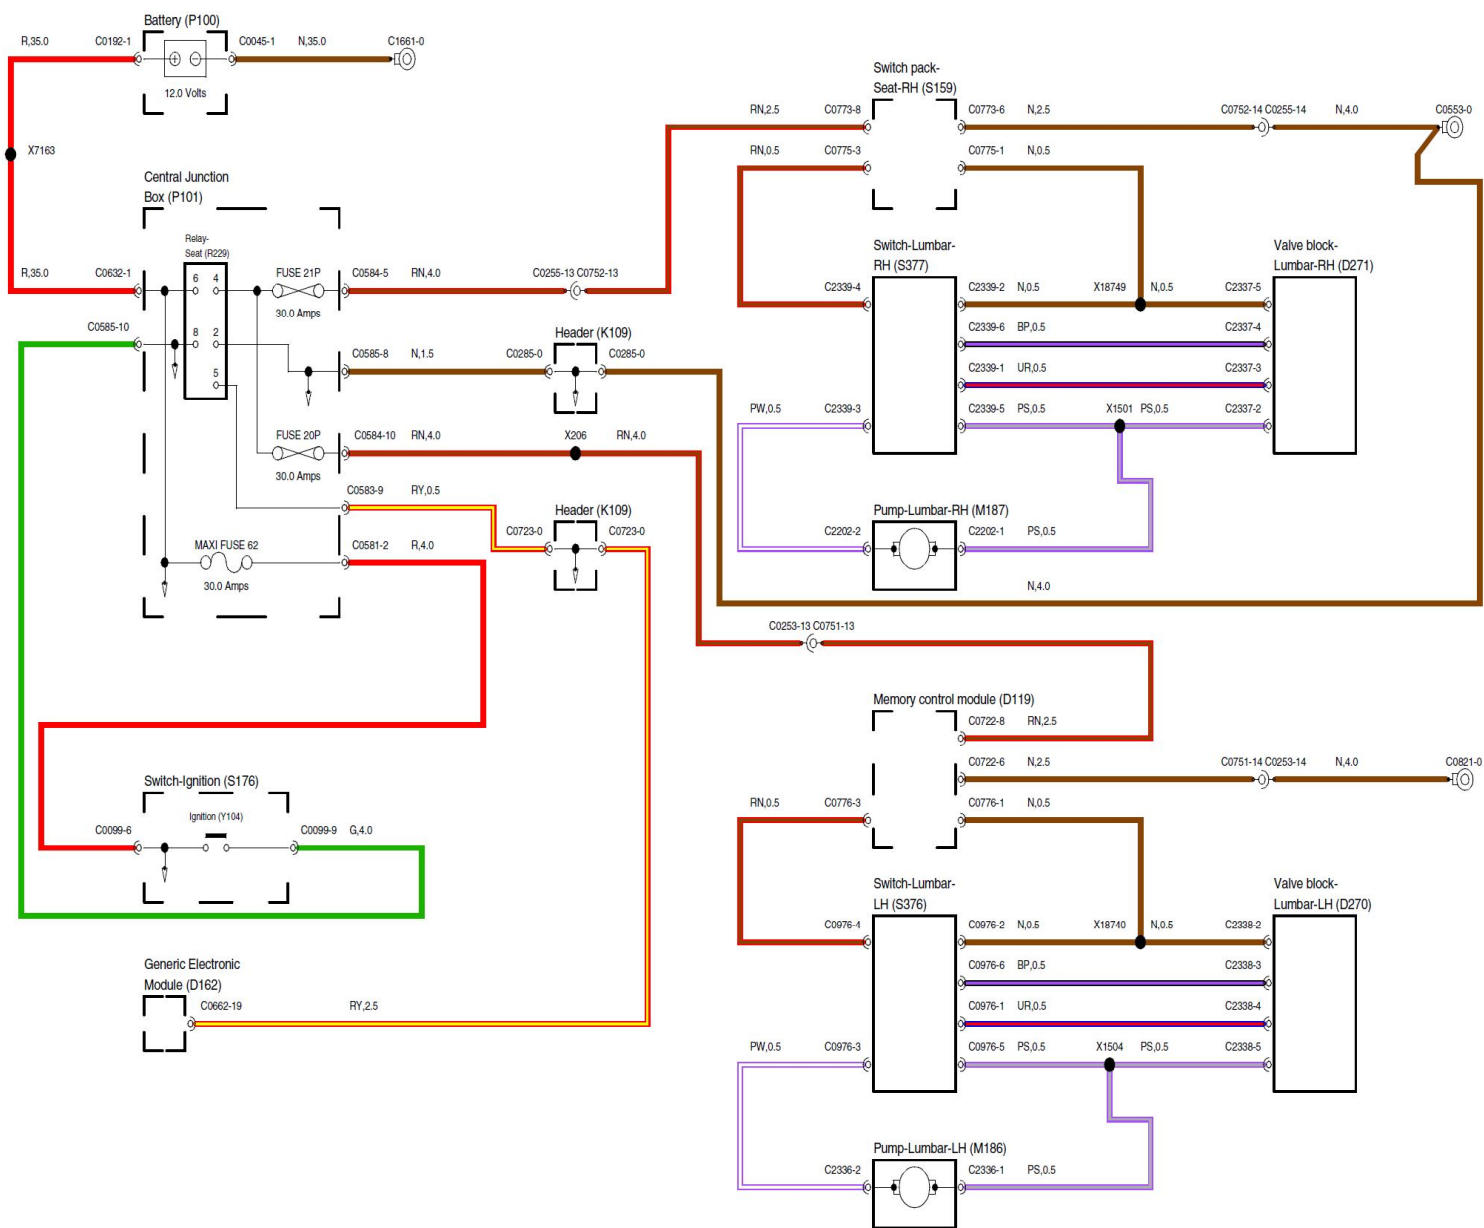 Battery (P100)
R,35.0 C0192-1 C0045-1 N,35.0 C1661-0
12.0 Volts
X7163
Central Junction
Box (P101)
Relay-
Seat (R229)
R,35.0 C0632-1 6 4 FUSE 21P C0584-5 RN,4.0 C0255-13 C0752-13
30.0 Amps
C0585-10 8 2 Header (K109)
C0585-8 N,1.5 C0285-0 C0285-0
5
FUSE 20P C0584-10 RN,4.0 X206 RN,4.0
30.0 Amps
C0583-9 RY,0.5 Header (K109)
C0723-0 C0723-0
MAXI FUSE 62 C0581-2 R,4.0
30.0 Amps
Switch-Ignition (S176)
Ignition (Y104)
C0099-6 C0099-9 G,4.0
Generic Electronic
Module (D162)
C0662-19 RY,2.5
Switch pack-
Seat-RH (S159)
RN,2.5 C0773-8 C0773-6 N,2.5 C0752-14 C0255-14 N,4.0 C0553-0
RN,0.5 C0775-3 C0775-1 N,0.5
Switch-Lumbar-
RH (S377)
Valve block-
Lumbar-RH (D271)
C2339-4 C2339-2 N,0.5 X18749 N,0.5 C2337-5
C2339-6 BP,0.5 C2337-4
C2339-1 UR,0.5 C2337-3
PW,0.5 C2339-3 C2339-5 PS,0.5 X1501 PS,0.5 C2337-2
Pump-Lumbar-RH (M187)
C2202-2 C2202-1 PS,0.5
N,4.0
C0253-13 C0751-13
Memory control module (D119)
C0722-8 RN,2.5
C0722-6 N,2.5 C0751-14 C0253-14 N,4.0 C0821-0
RN,0.5 C0776-3 C0776-1 N,0.5
Switch-Lumbar-
LH (S376)
Valve block-
Lumbar-LH (D270)
C0976-4 C0976-2 N,0.5 X18740 N,0.5 C2338-2
C0976-6 BP,0.5 C2338-3
C0976-1 UR,0.5 C2338-4
PW,0.5 C0976-3 C0976-5 PS,0.5 X1504 PS,0.5 C2338-5
Pump-Lumbar-LH (M186)
C2336-2 C2336-1 PS,0.5